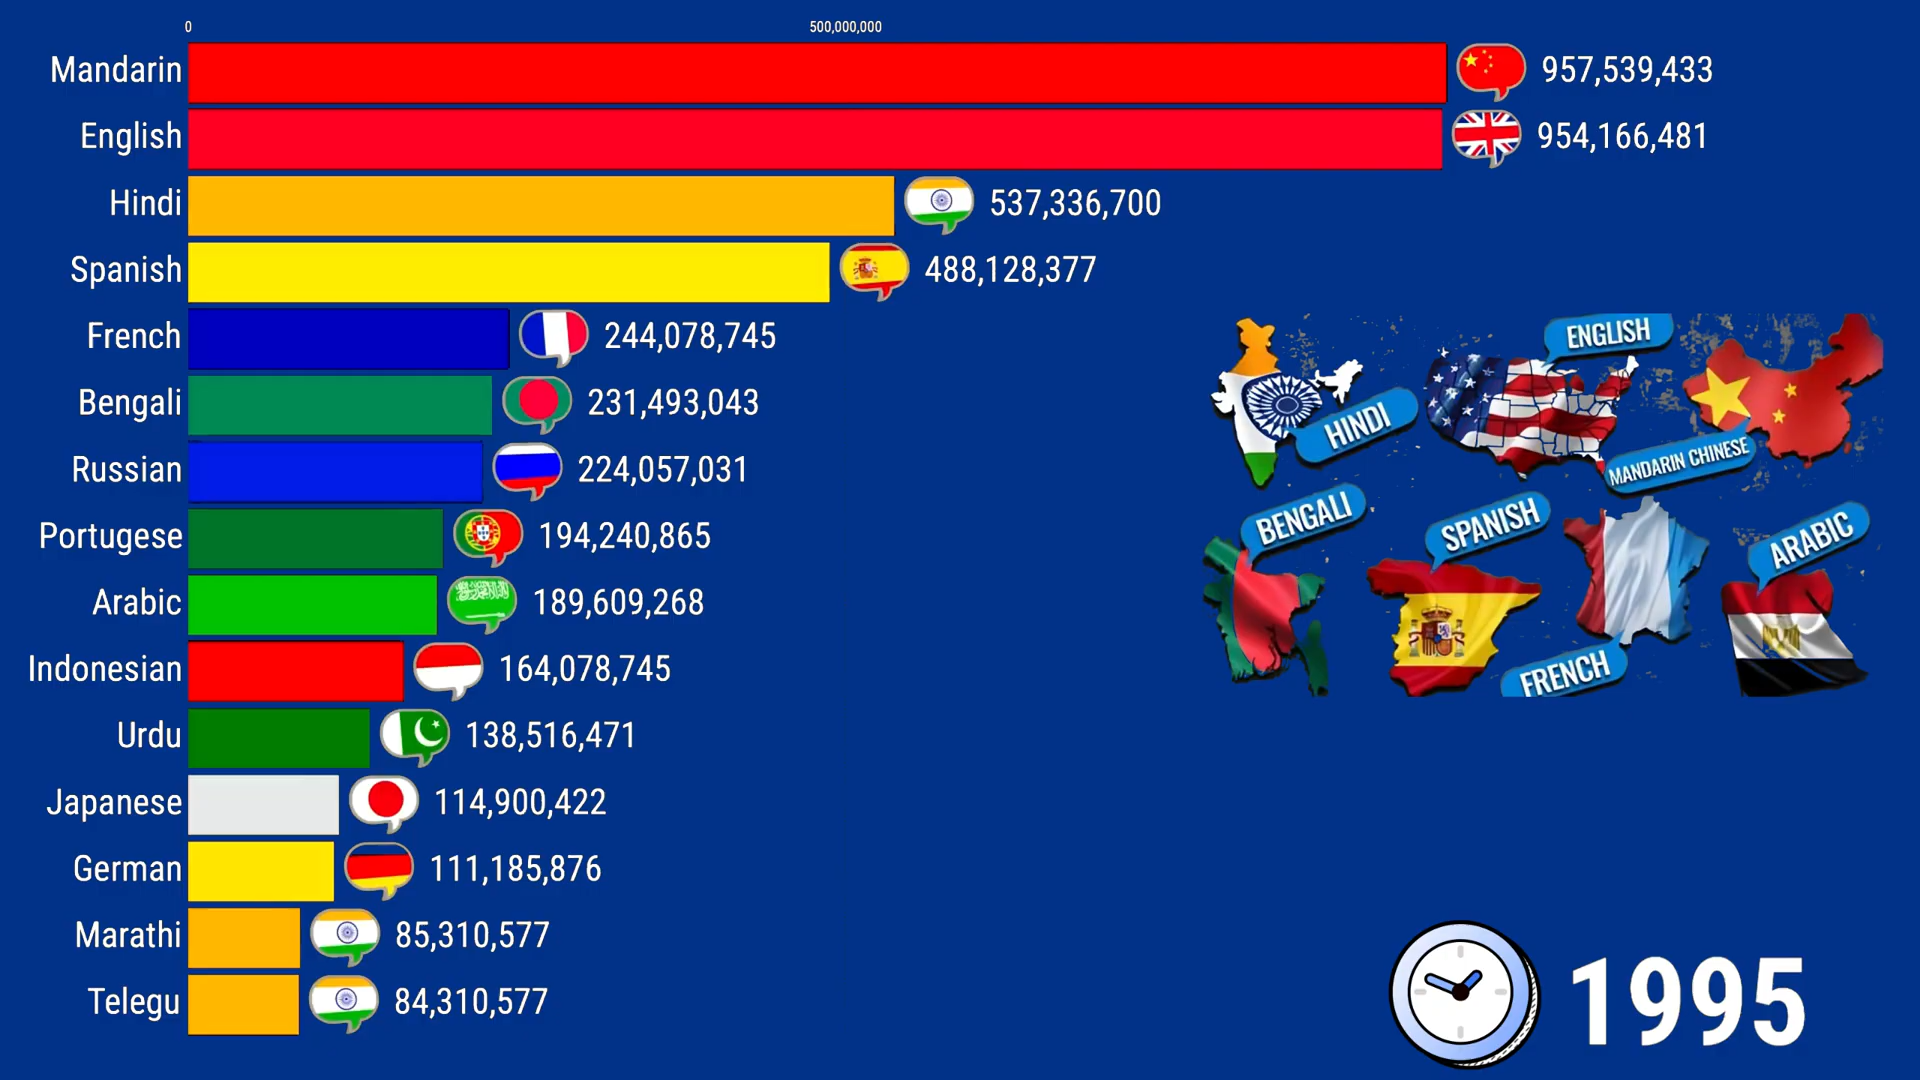 0 500,000,000
Mandarin 957,539,433
English 954,166,481
Hindi 537,336,700
Spanish 488,128,377
French 244,078,745
Bengali 231,493,043
Russian 224,057,031
Portugese 194,240,865
Arabic 189,609,268
Indonesian 164,078,745
Urdu 138,516,471
Japanese 114,900,422
German 111,185,876
Marathi 85,310,577
Telegu 84,310,577
ENGLISH
HINDI
MANDARIN CHINESE
BENGALI
SPANISH
ARABIC
FRENCH
1995